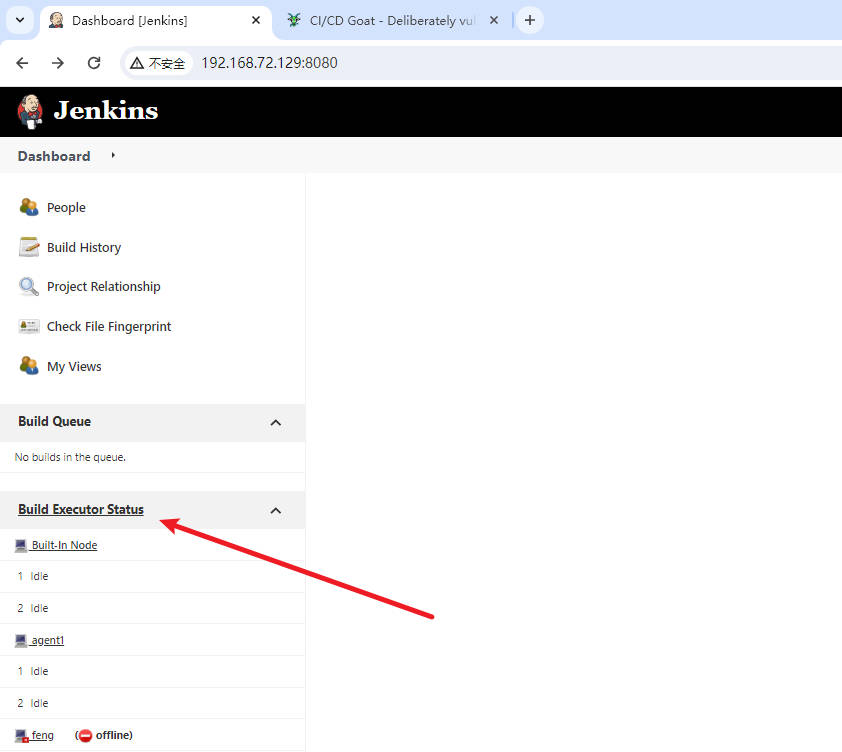 Dashboard [Jenkins]
CI/CD Goat - Deliberately vul
不安全
192.168.72.129:8080
Jenkins
Dashboard
People
Build History
Project Relationship
Check File Fingerprint
My Views
Build Queue
No builds in the queue.
Build Executor Status
Built-In Node
1 Idle
2 Idle
agent1
1 Idle
2 Idle
feng (offline)